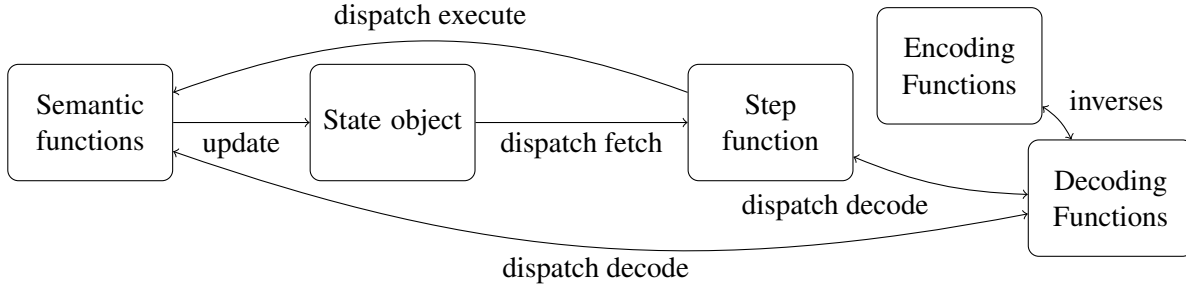 dispatch execute
Encoding
Functions
Semantic
functions
State object
Step
function
inverses
update
dispatch fetch
Decoding
Functions
dispatch decode
dispatch decode